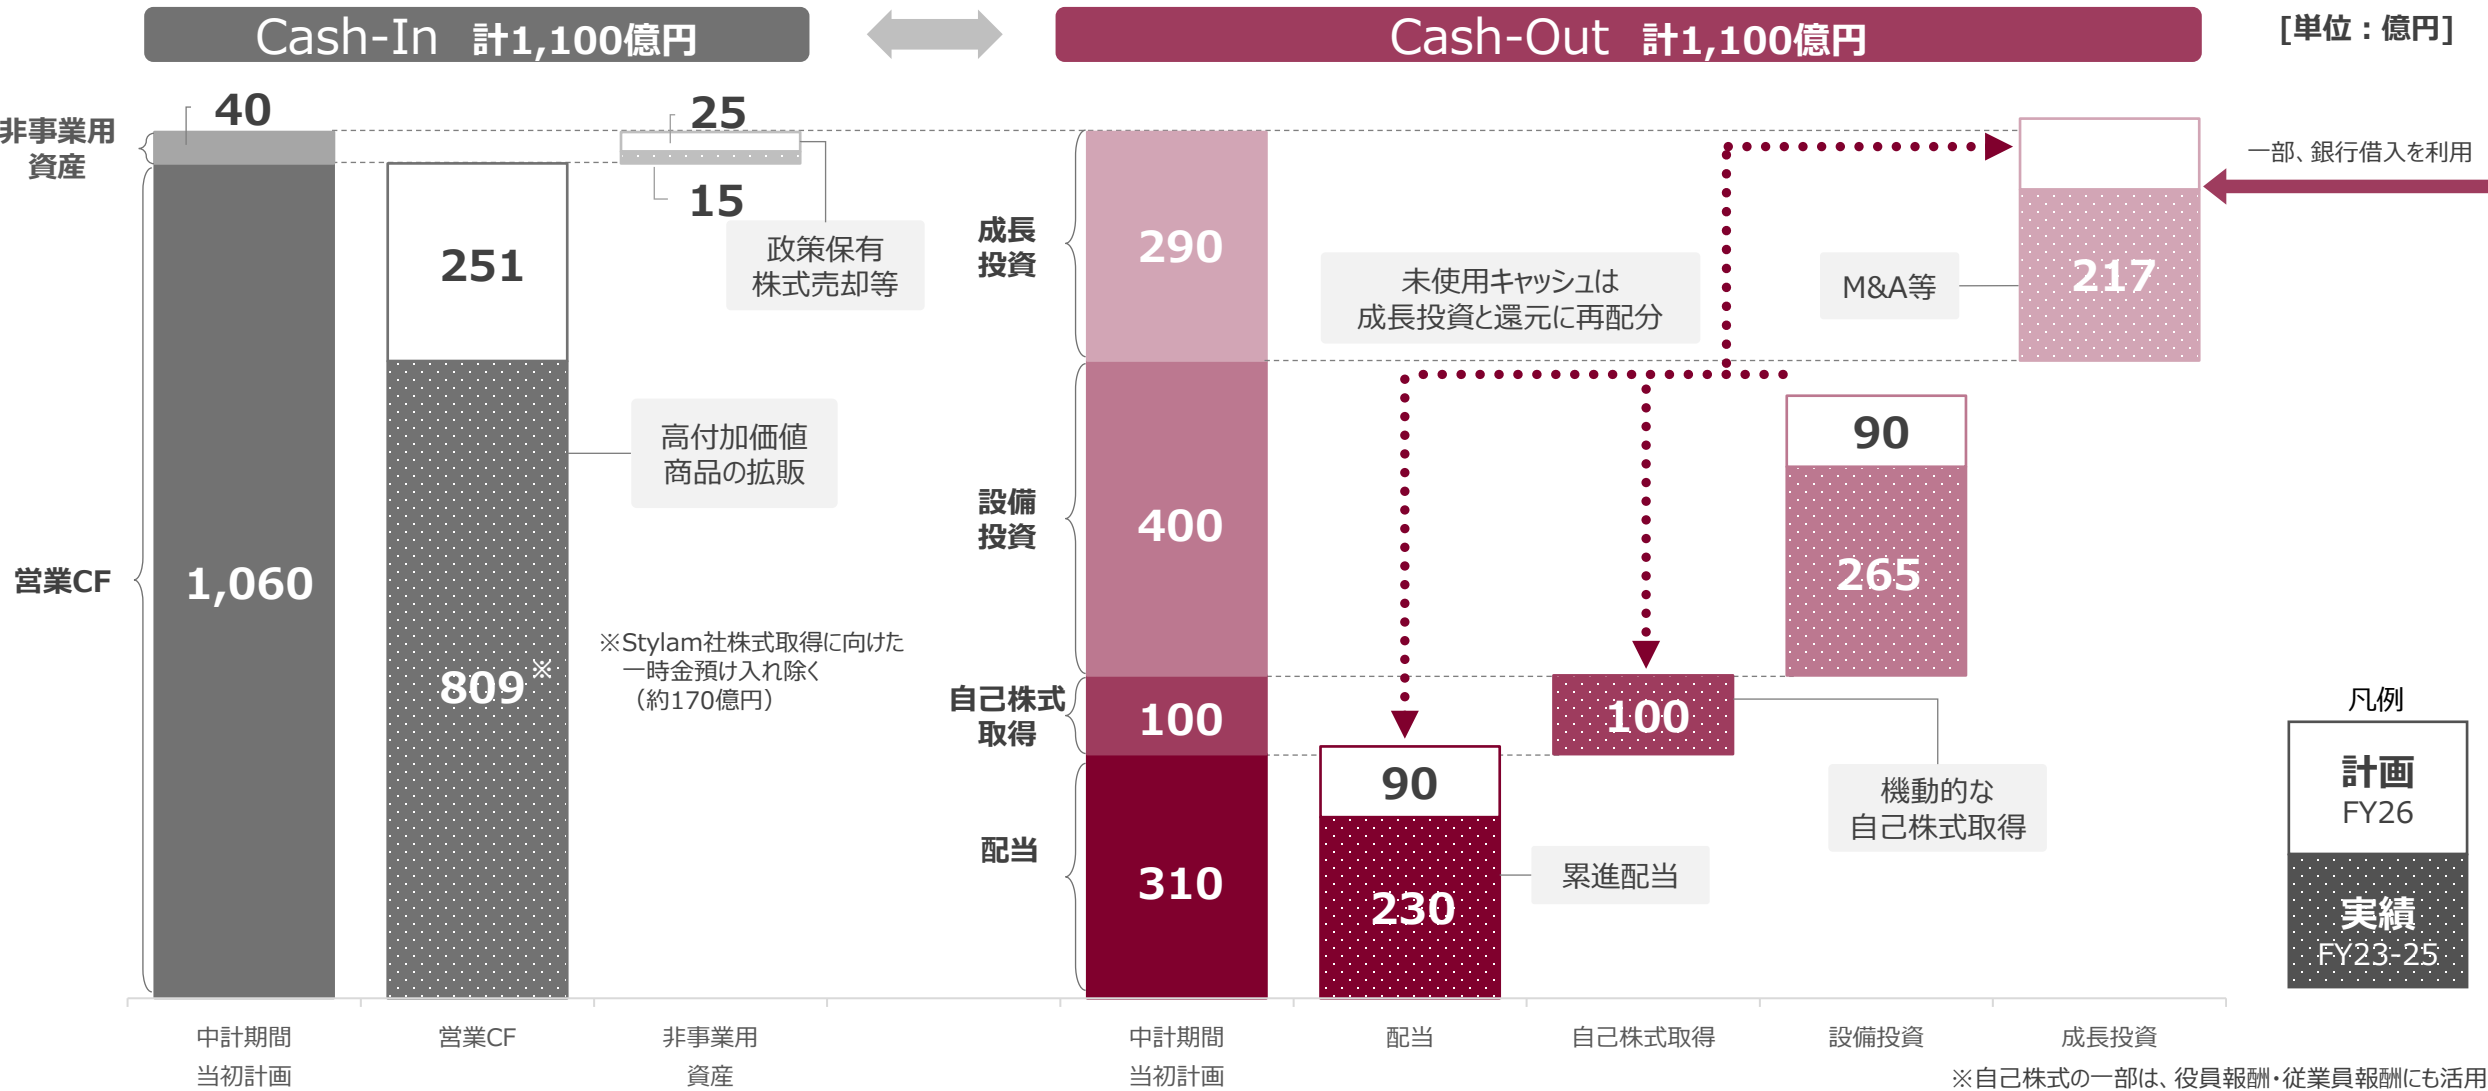 Cash-In 計1,100億円
Cash-Out 計1,100億円
[単位：億円]
非事業用
資産
40
営業CF
1,060
251
809※
25
15
政策保有
株式売却等
高付加価値
商品の拡販
※Stylam社株式取得に向けた
一時金預け入れ除く
（約170億円）
成長
投資
290
設備
投資
400
自己株式
取得
100
配当
310
未使用キャッシュは
成長投資と還元に再配分
90
230
累進配当
100
機動的な
自己株式取得
90
265
M&A等
217
一部、銀行借入を利用
凡例
計画
FY26
実績
FY23-25
中計期間
当初計画
営業CF
非事業用
資産
中計期間
当初計画
配当
自己株式取得
設備投資
成長投資
※自己株式の一部は、役員報酬・従業員報酬にも活用